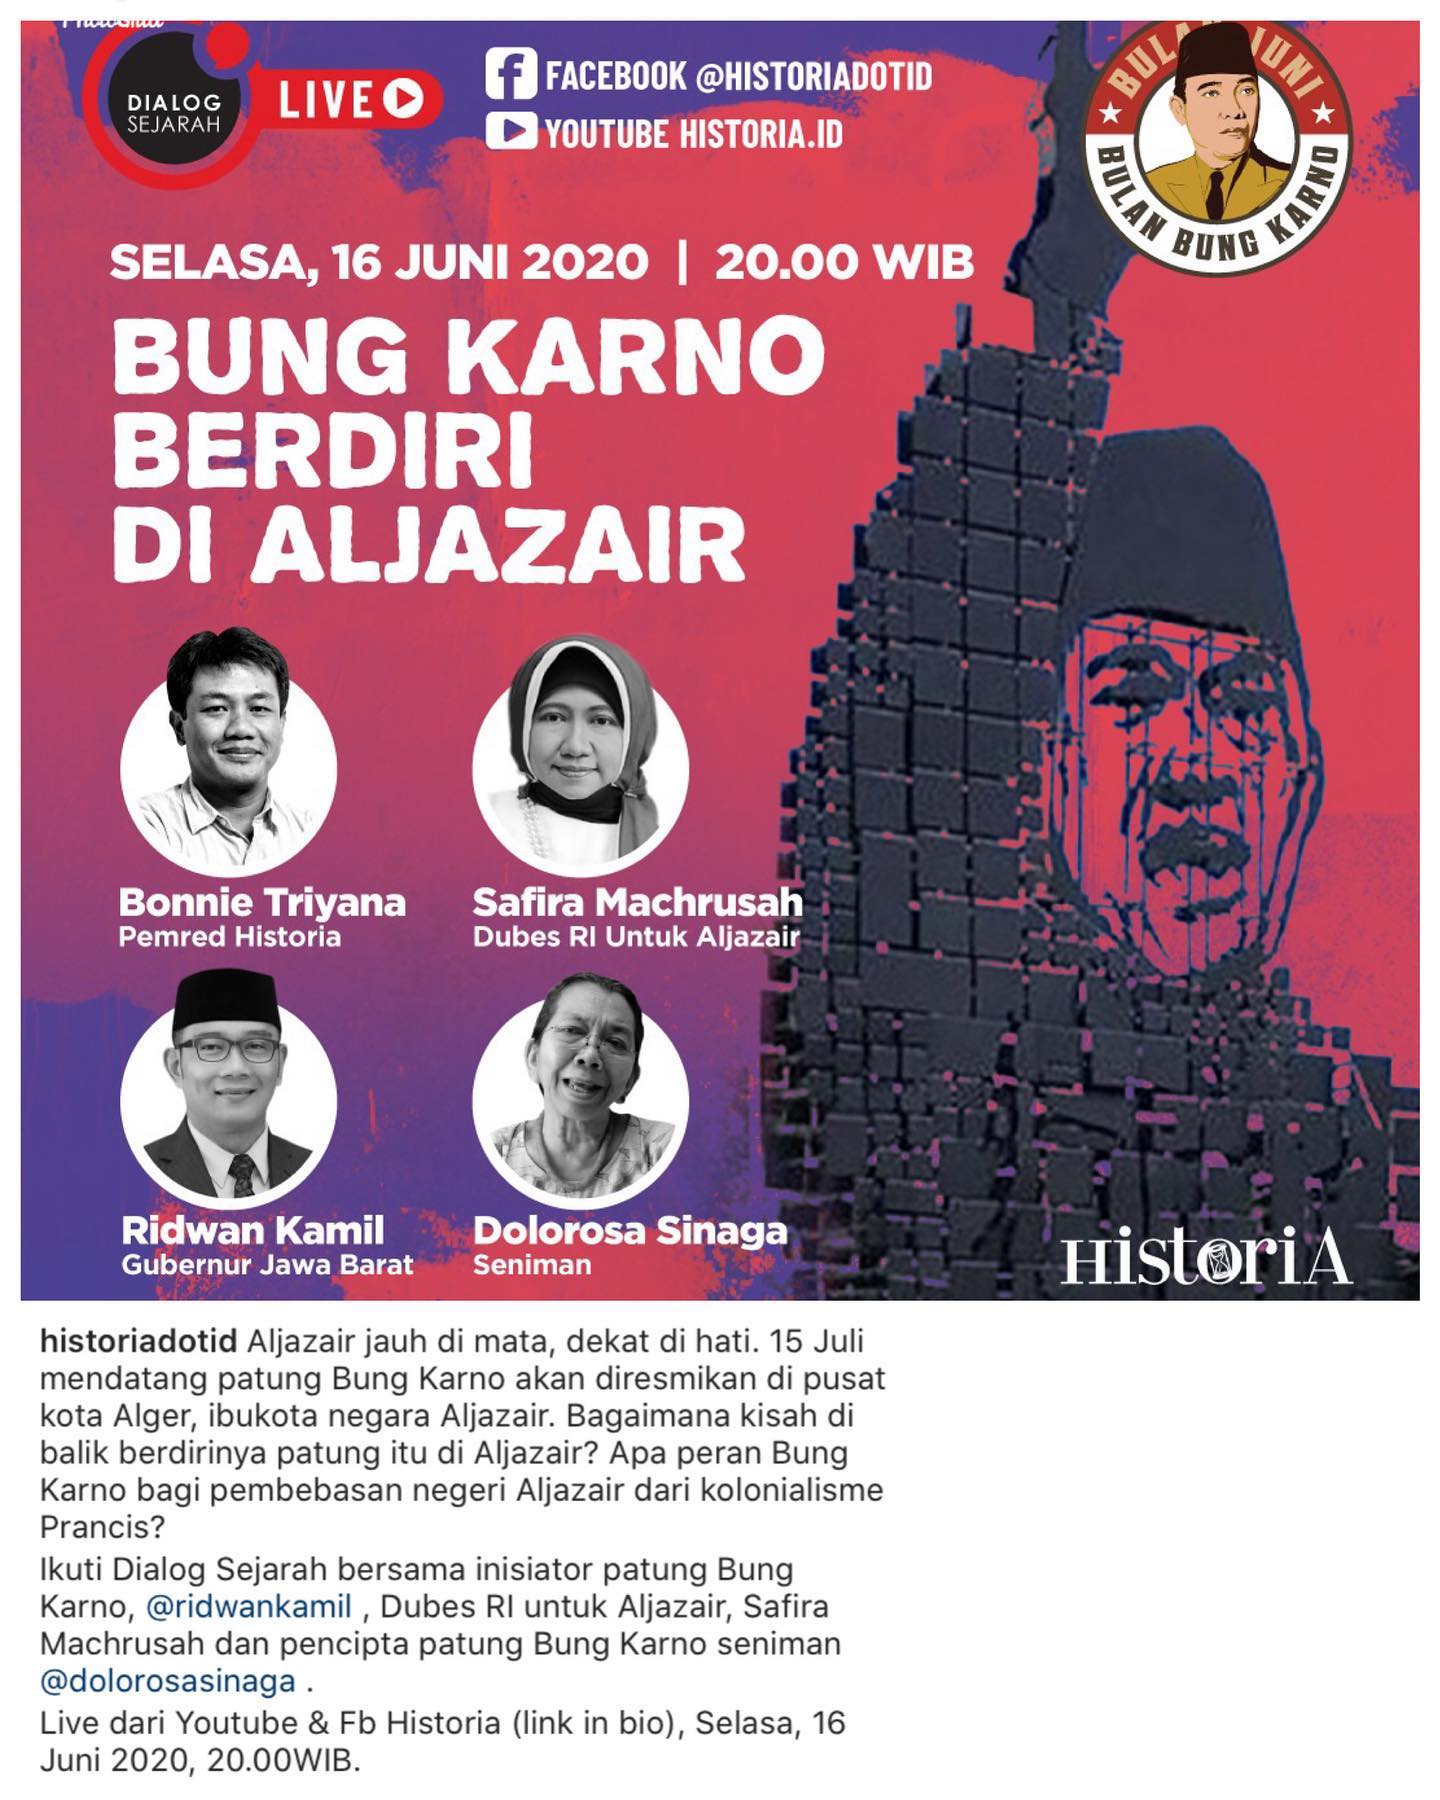 DIALOG
SEJARAH
LIVE
FACEBOOK @HISTORIADOTID
YOUTUBE HISTORIA.ID
BULAN JUNI
BULAN BUNG KARNO
SELASA, 16 JUNI 2020 | 20.00 WIB
BUNG KARNO
BERDIRI
DI ALJAZAIR
Bonnie Triyana
Pemred Historia
Safira Machrusah
Dubes RI Untuk Aljazair
Ridwan Kamil
Gubernur Jawa Barat
Dolorosa Sinaga
Seniman
HistoriA
historiadotid Aljazair jauh di mata, dekat di hati. 15 Juli
mendatang patung Bung Karno akan diresmikan di pusat
kota Alger, ibukota negara Aljazair. Bagaimana kisah di
balik berdirinya patung itu di Aljazair? Apa peran Bung
Karno bagi pembebasan negeri Aljazair dari kolonialisme
Prancis?
Ikuti Dialog Sejarah bersama inisiator patung Bung
Karno, @ridwankamil , Dubes RI untuk Aljazair, Safira
Machrusah dan pencipta patung Bung Karno seniman
@dolorosasinaga .
Live dari Youtube & Fb Historia (link in bio), Selasa, 16
Juni 2020, 20.00WIB.